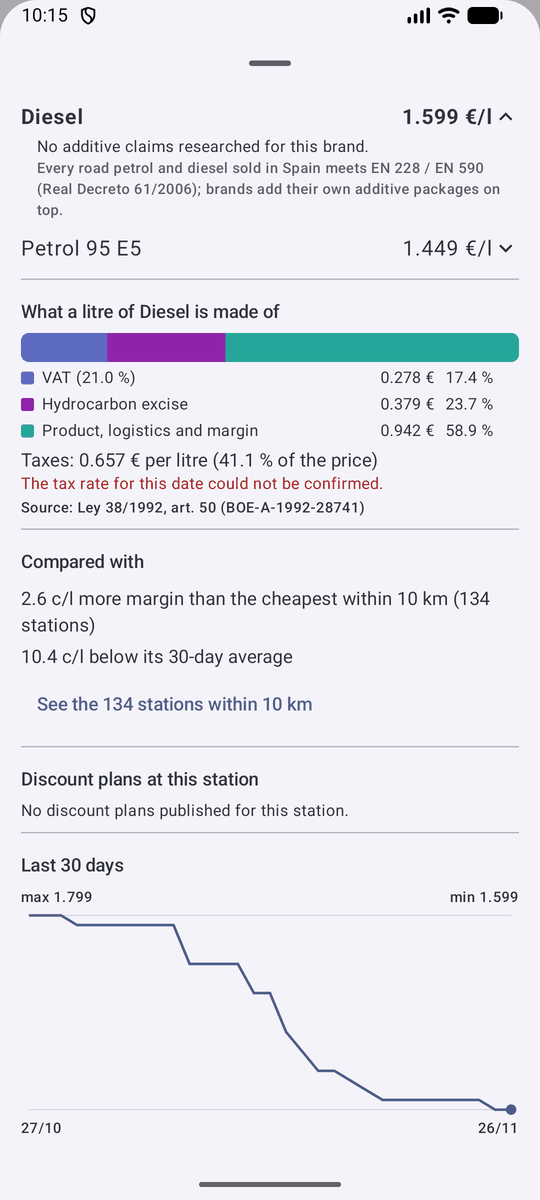 10:15
Diesel 1.599 €/l
No additive claims researched for this brand.
Every road petrol and diesel sold in Spain meets EN 228 / EN 590
(Real Decreto 61/2006); brands add their own additive packages on
top.
Petrol 95 E5 1.449 €/l
What a litre of Diesel is made of
VAT (21.0 %) 0.278 € 17.4 %
Hydrocarbon excise 0.379 € 23.7 %
Product, logistics and margin 0.942 € 58.9 %
Taxes: 0.657 € per litre (41.1 % of the price)
The tax rate for this date could not be confirmed.
Source: Ley 38/1992, art. 50 (BOE-A-1992-28741)
Compared with
2.6 c/l more margin than the cheapest within 10 km (134
stations)
10.4 c/l below its 30-day average
See the 134 stations within 10 km
Discount plans at this station
No discount plans published for this station.
Last 30 days
max 1.799 min 1.599
27/10 26/11